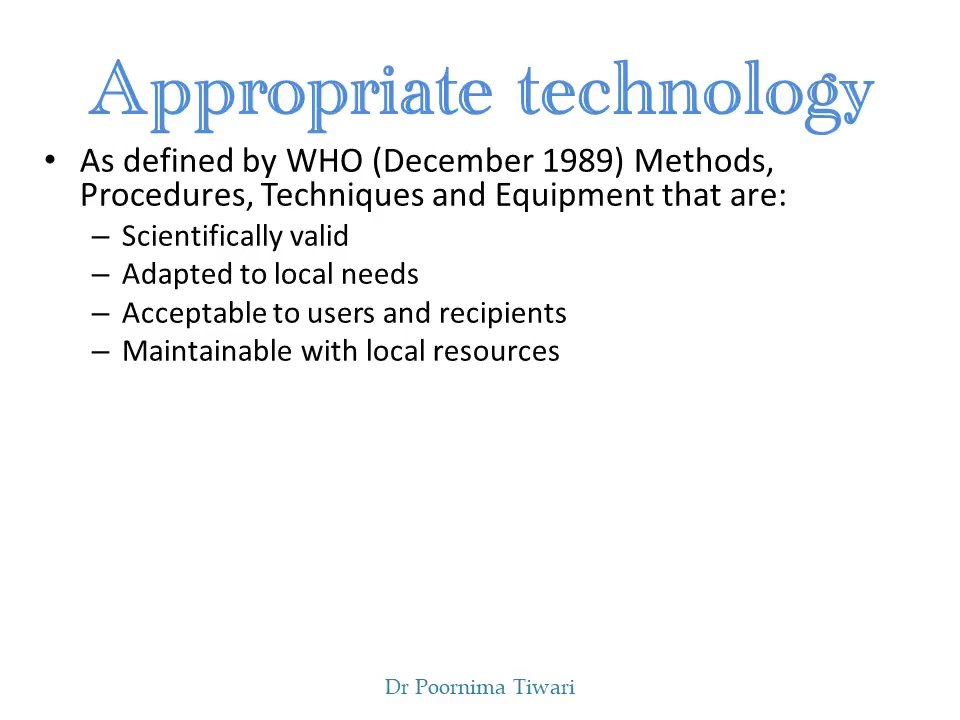 Appropriate technology
• As defined by WHO (December 1989) Methods,
Procedures, Techniques and Equipment that are:
– Scientifically valid
– Adapted to local needs
– Acceptable to users and recipients
– Maintainable with local resources
Dr Poornima Tiwari